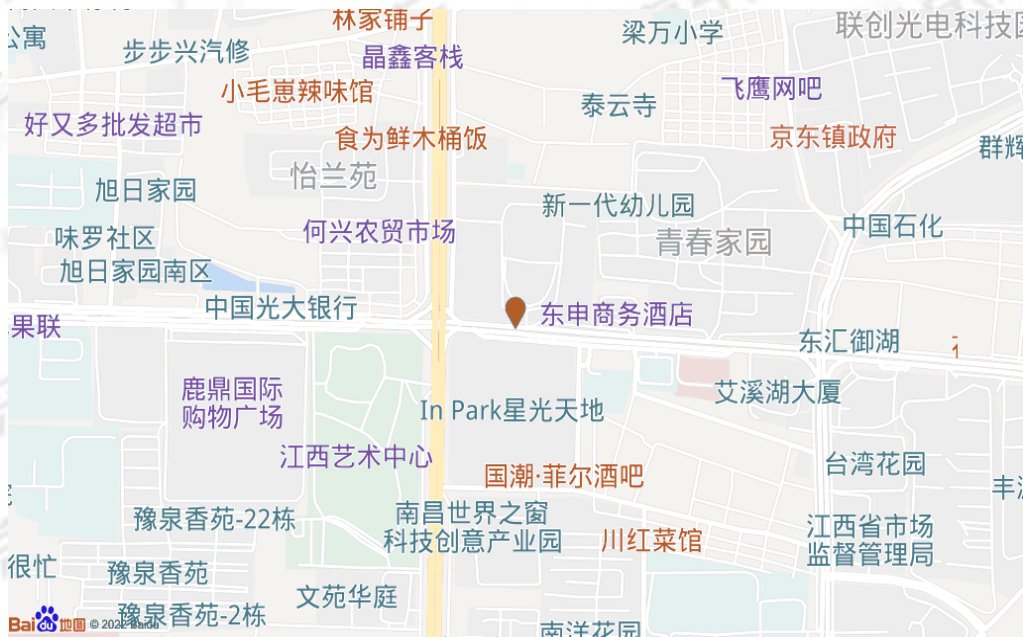 林家铺子
梁万小学
联创光电科技园
公寓
步步兴汽修
晶鑫客栈
小毛崽辣味馆
飞鹰网吧
泰云寺
好又多批发超市
食为鲜木桶饭
京东镇政府
群辉
怡兰苑
旭日家园
新一代幼儿园
中国石化
味罗社区
何兴农贸市场
青春家园
旭日家园南区
中国光大银行
东申商务酒店
果联
东汇御湖
鹿鼎国际
购物广场
艾溪湖大厦
In Park星光天地
江西艺术中心
国潮·菲尔酒吧
台湾花园
豫泉香苑-22栋
南昌世界之窗
科技创意产业园
川红菜馆
江西省市场
监督管理局
很忙
豫泉香苑
文苑华庭
豫泉香苑-2栋
南洋花园
Bai du 地图 © 2022 Baidu